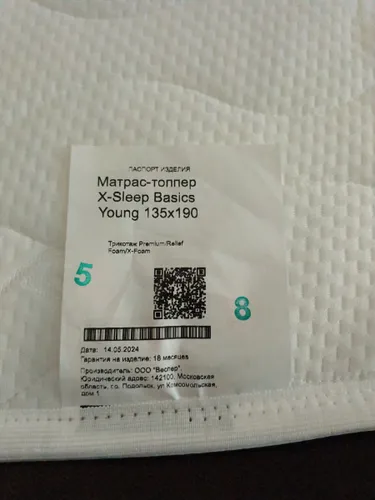 ПАСПОРТ ИЗДЕЛИЯ
Матрас-топпер
X-Sleep Basics
Young 135x190
Трикотаж Premium/Relief
Foam/X-Foam
5
8
Дата: 14.05.2024
Гарантия на изделие: 18 месяцев
Производитель: ООО "Веспер".
Юридический адрес: 142100, Московская
область, г.о. Подольск, ул Комсомольская,
дом 1